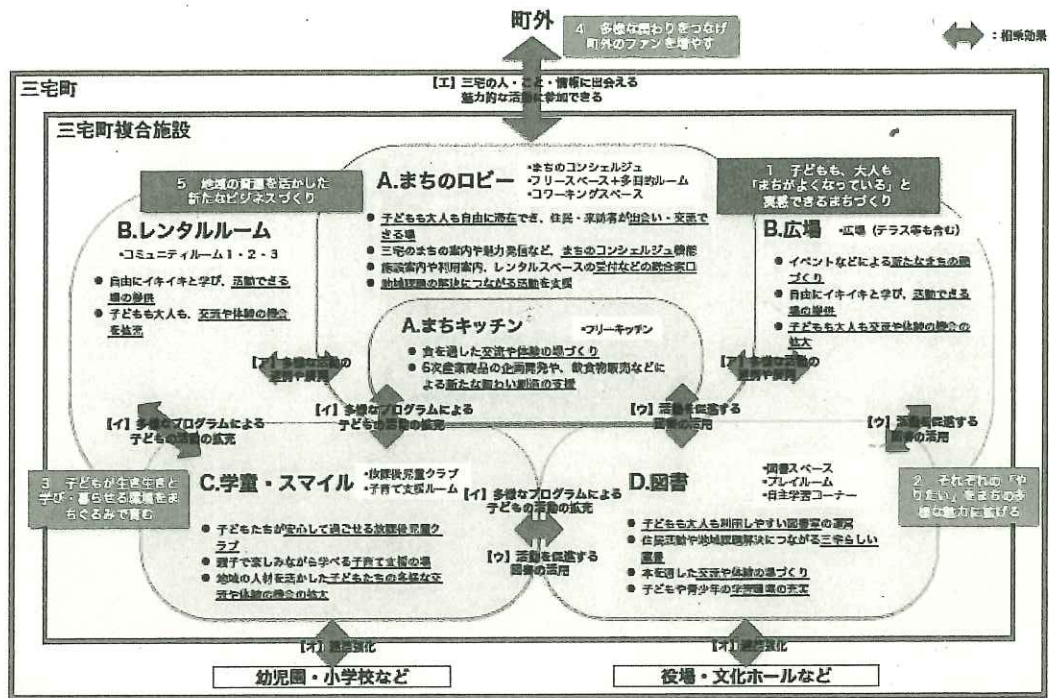 町外
4 多様な関わりをつなげ
町外のファンを増やす
：相乗効果
三宅町
【エ】三宅の人・こと・情報に出会える
魅力的な活動に参加できる
三宅町複合施設
5 地域の資源を活かした
新たなビジネスづくり
A.まちのロビー
・まちのコンシェルジュ
・フリースペース＋多目的ルーム
・コワーキングスペース
1 子どもも、大人も
「まちがよくなっている」と
実感できるまちづくり
● 子どもも大人も自由に滞在でき、住民・来訪者が出会い・交流で
きる場
● 三宅のまちの案内や魅力発信など、まちのコンシェルジュ機能
● 施設案内や利用案内、レンタルスペースの受付などの総合窓口
● 地域課題の解決につながる活動を支援
B.レンタルルーム
・コミュニティルーム1・2・3
● 自由にイキイキと学び、活動できる
場の提供
● 子どもも大人も、交流や体験の機会
を拡充
B.広場
・広場（テラス等も含む）
● イベントなどによる新たなまちの顔
づくり
● 自由にイキイキと学び、活動できる
場の提供
● 子どもも大人も交流や体験の機会の
拡大
A.まちキッチン
・フリーキッチン
● 食を通した交流や体験の場づくり
● 6次産業商品の企画開発や、飲食物販売などに
よる新たな賑わい創造の支援
【ア】多様な活動の
【ア】多様な活動の
【イ】多様なプログラムによる
子どもの活動の拡充
【イ】多様なプログラムによる
子どもの活動の拡充
【ウ】活動を促進する
図書の活用
【ウ】活動を促進する
図書の活用
3 子どもが生き生きと
学び・暮らせる環境をま
ちぐるみで育む
C.学童・スマイル
・放課後児童クラブ
・子育て支援ルーム
● 子どもたちが安心して過ごせる放課後児童ク
ラブ
● 親子で楽しみながら学べる子育て支援の場
● 地域の人材を活かした子どもたちの多様な交
流や体験の機会の拡大
【イ】多様なプログラムによる
子どもの活動の拡充
【ウ】活動を促進する
図書の活用
D.図書
・図書スペース
・プレイルーム
・自主学習コーナー
● 子どもも大人も利用しやすい図書室の運営
● 住民活動や地域課題解決につながる三宅らしい
● 本を通した交流や体験の場づくり
● 子どもや青少年の学習環境の充実
2 それぞれの「や
りたい」をまちの多
様な魅力に拡げる
【オ】連携強化
【オ】連携強化
幼児園・小学校など
役場・文化ホールなど